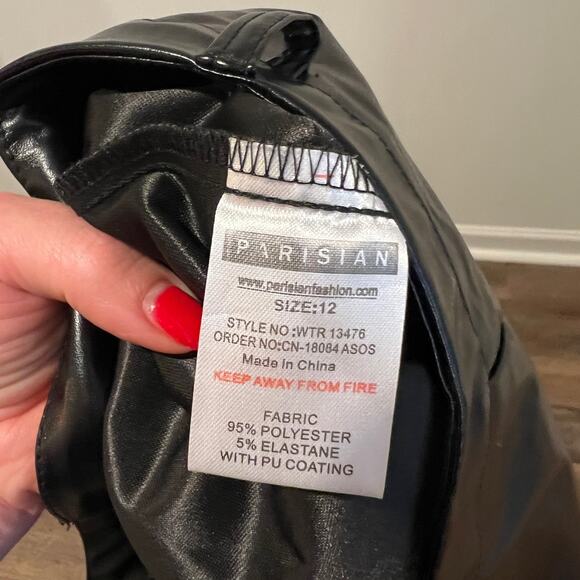 PARISIAN
www.parisianfashion.com
SIZE:12
STYLE NO:WTR 13476
ORDER NO:CN-18084 ASOS
Made in China
KEEP AWAY FROM FIRE
FABRIC
95% POLYESTER
5% ELASTANE
WITH PU COATING